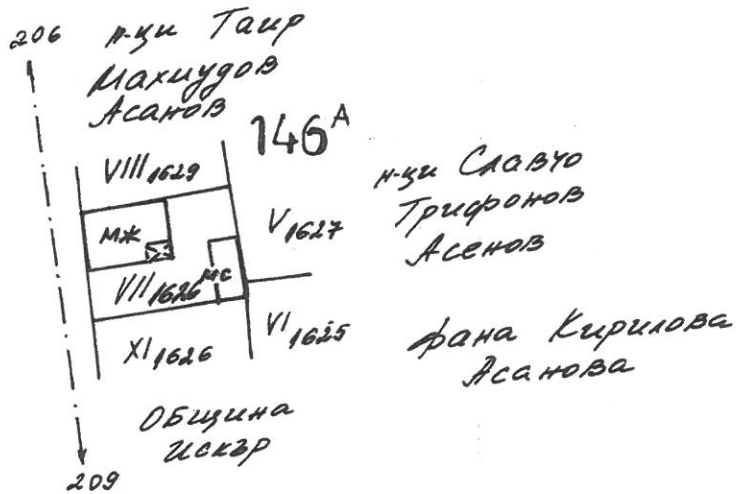 206
н-ци Таир
Махмудов
Асанов
146А
VIII 1629
н-ци Славчо
Трифонов
Асенов
V 1627
МЖ
VII 1626
МС
VI 1625
фана Кирилова
Асанова
XI 1626
ОБЩИНА
ИСКЪР
209